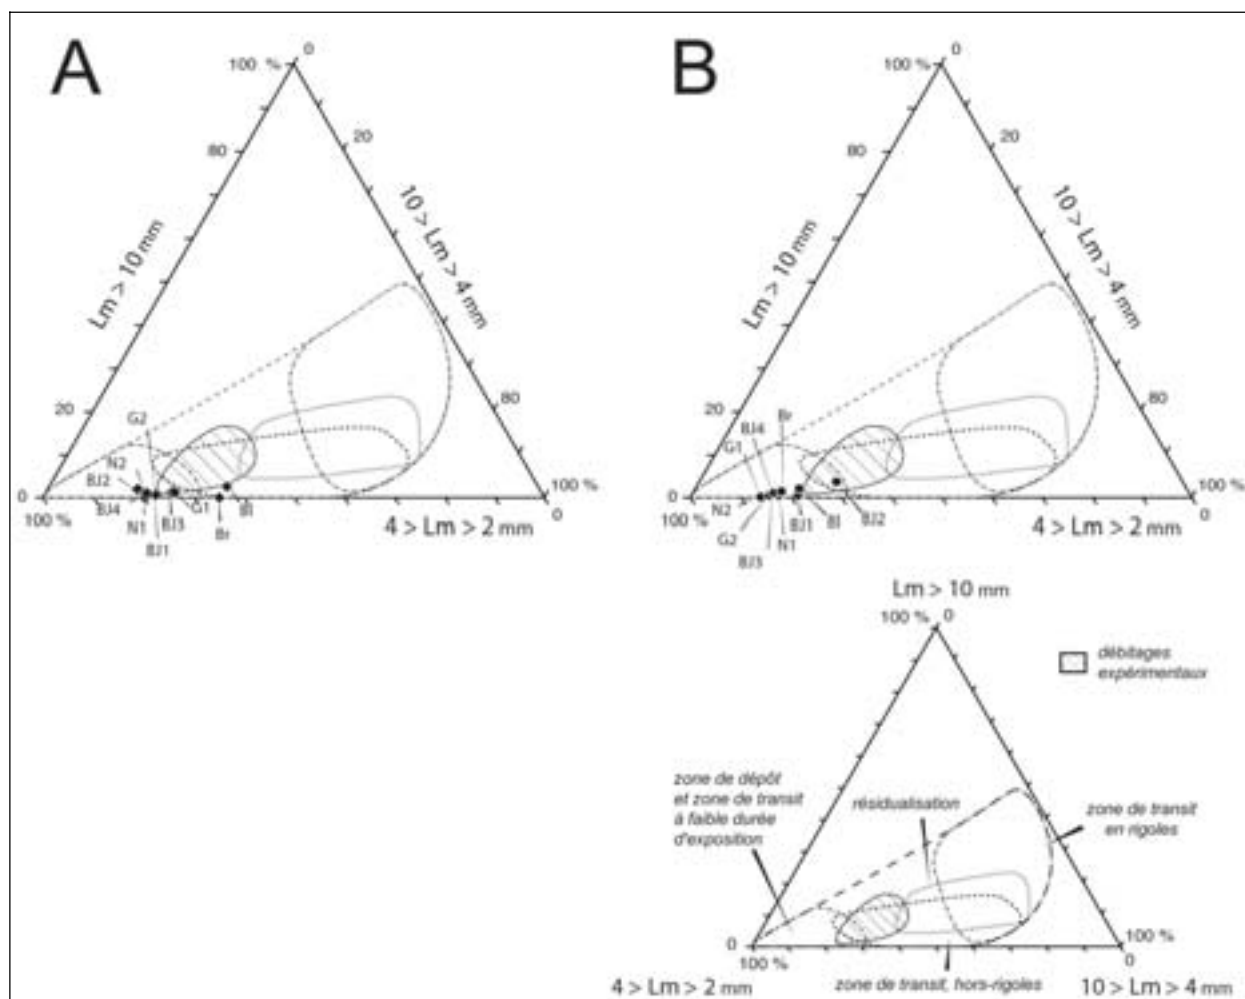 A
0
100 %
80
20
Lm > 10 mm
10 > Lm > 4 mm
G2
20
80
N2
BJ2
0
100 %
100 %
BJ4
N1
BJ3
G1
Br
Bl
0
BJ1
4 > Lm > 2 mm
B
0
100 %
80
20
Lm > 10 mm
10 > Lm > 4 mm
Br
BJ4
20
G1
80
0
100 %
100 %
N2
G2
BJ1
Bl
BJ2
0
BJ3
N1
4 > Lm > 2 mm
Lm > 10 mm
100 %
0
débitages
expérimentaux
zone de dépôt
et zone de transit
à faible durée
d'exposition
résidualisation
zone de transit
en rigoles
0
100 %
100 %
0
4 > Lm > 2 mm
zone de transit, hors-rigoles
10 > Lm > 4 mm